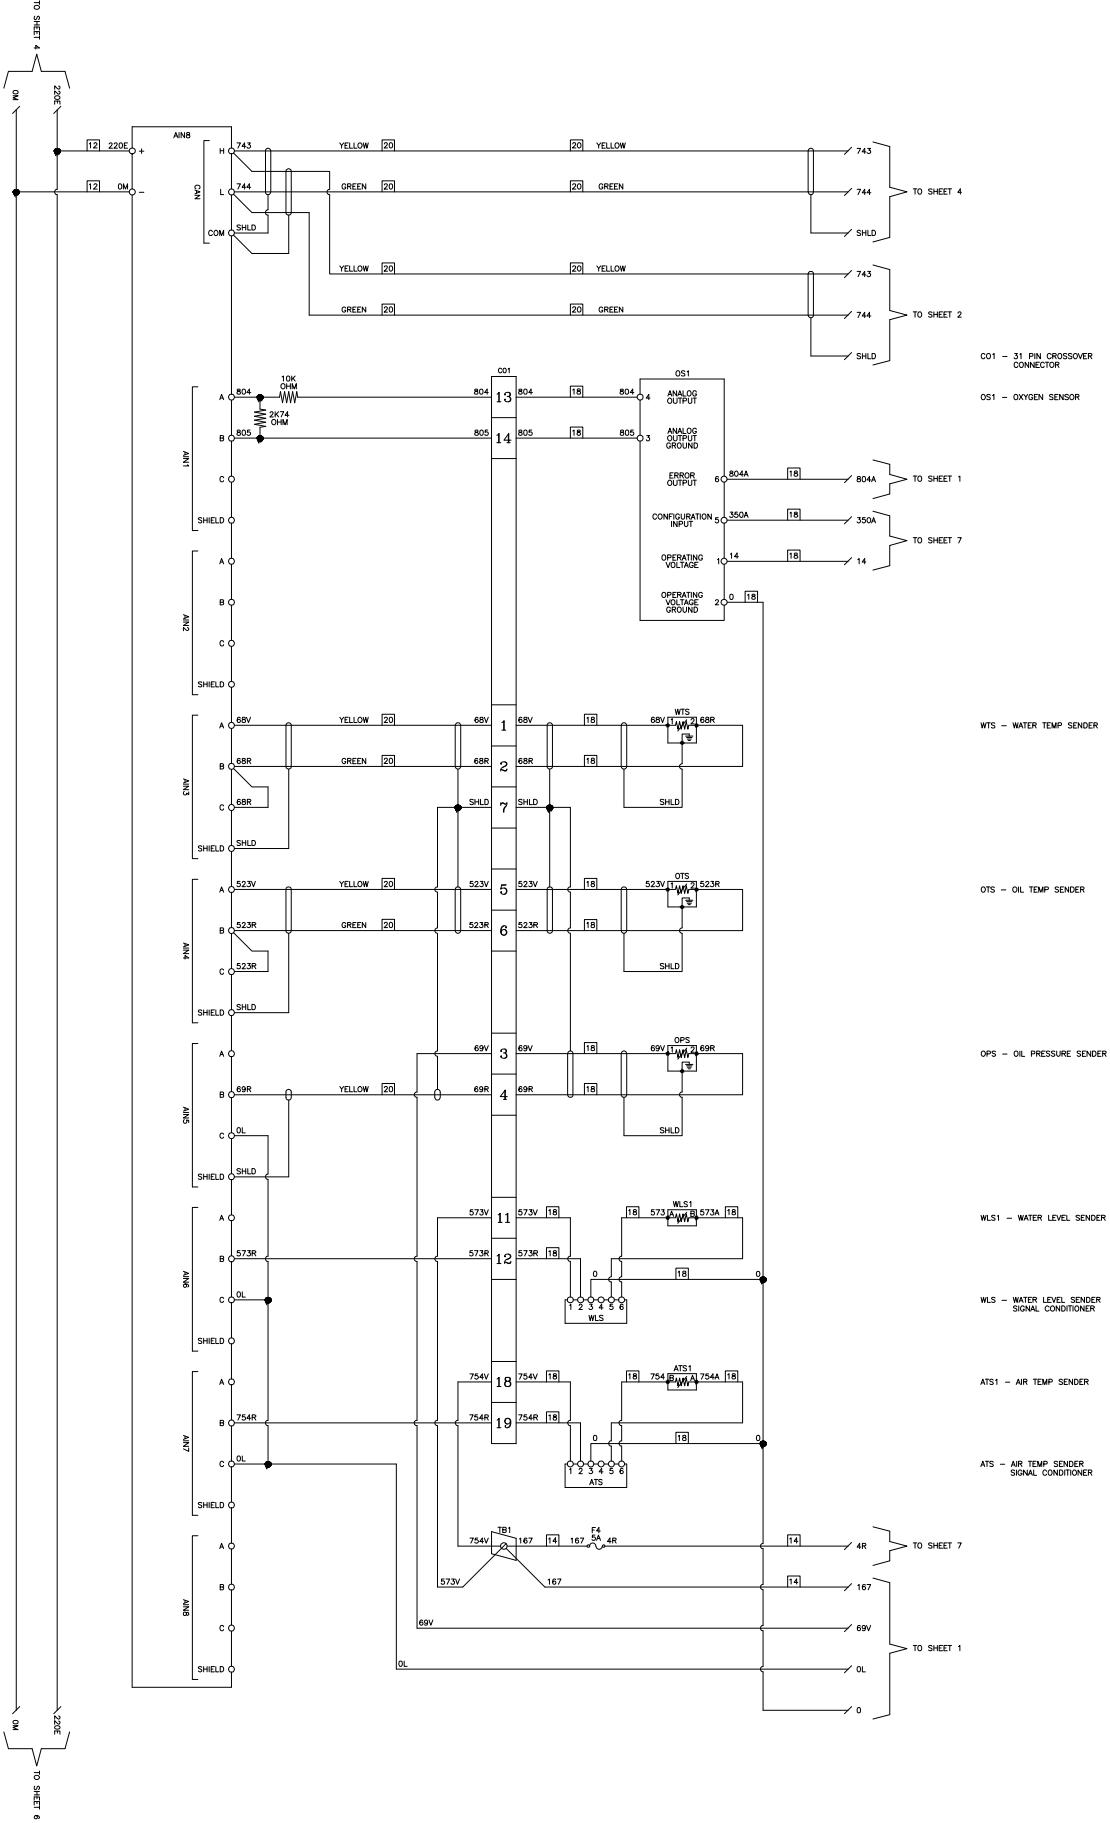 TO SHEET 4
0M
220E
AIN8
12 220E +
12 0M −
CAN
H 743 YELLOW 20 20 YELLOW 743
L 744 GREEN 20 20 GREEN 744
TO SHEET 4
COM SHLD SHLD
YELLOW 20 20 YELLOW 743
GREEN 20 20 GREEN 744
TO SHEET 2
SHLD
CO1 − 31 PIN CROSSOVER
CONNECTOR
AIN1
A 804
10K
OHM
2K74
OHM
CO1
804 13 804 18 804 4
OS1
ANALOG
OUTPUT
OS1 − OXYGEN SENSOR
B 805 805 14 805 18 805 3
ANALOG
OUTPUT
GROUND
C
ERROR
OUTPUT
6 804A 18 804A
TO SHEET 1
SHIELD
CONFIGURATION
INPUT
5 350A 18 350A
TO SHEET 7
AIN2
A
OPERATING
VOLTAGE
1 14 18 14
B
OPERATING
VOLTAGE
GROUND
2 0 18
C
SHIELD
AIN3
A 68V YELLOW 20 68V 1 68V 18 68V
WTS
1 2 68R
WTS − WATER TEMP SENDER
B 68R GREEN 20 68R 2 68R 18
C 68R SHLD 7 SHLD SHLD
SHIELD SHLD
AIN4
A 523V YELLOW 20 523V 5 523V 18 523V
OTS
1 2 523R
OTS − OIL TEMP SENDER
B 523R GREEN 20 523R 6 523R 18
C 523R SHLD
SHIELD SHLD
AIN5
A 69V 3 69V 18 69V
OPS
1 2 69R
OPS − OIL PRESSURE SENDER
B 69R YELLOW 20 69R 4 69R 18
C 0L SHLD
SHIELD SHLD
AIN6
A 573V 11 573V 18 18 573
WLS1
A B 573A 18
WLS1 − WATER LEVEL SENDER
B 573R 573R 12 573R 18
0 18 0
C 0L
1 2 3 4 5 6
WLS
WLS − WATER LEVEL SENDER
SIGNAL CONDITIONER
SHIELD
AIN7
A 754V 18 754V 18 18 754
ATS1
B A 754A 18
ATS1 − AIR TEMP SENDER
B 754R 754R 19 754R 18
0 18 0
C 0L
1 2 3 4 5 6
ATS
ATS − AIR TEMP SENDER
SIGNAL CONDITIONER
SHIELD
AIN8
A 754V
TB1
167 14 167
F4
5A
4R 14 4R
TO SHEET 7
B 573V 167 14 167
C 69V 69V
TO SHEET 1
SHIELD 0L 0L
0
0M
220E
TO SHEET 6